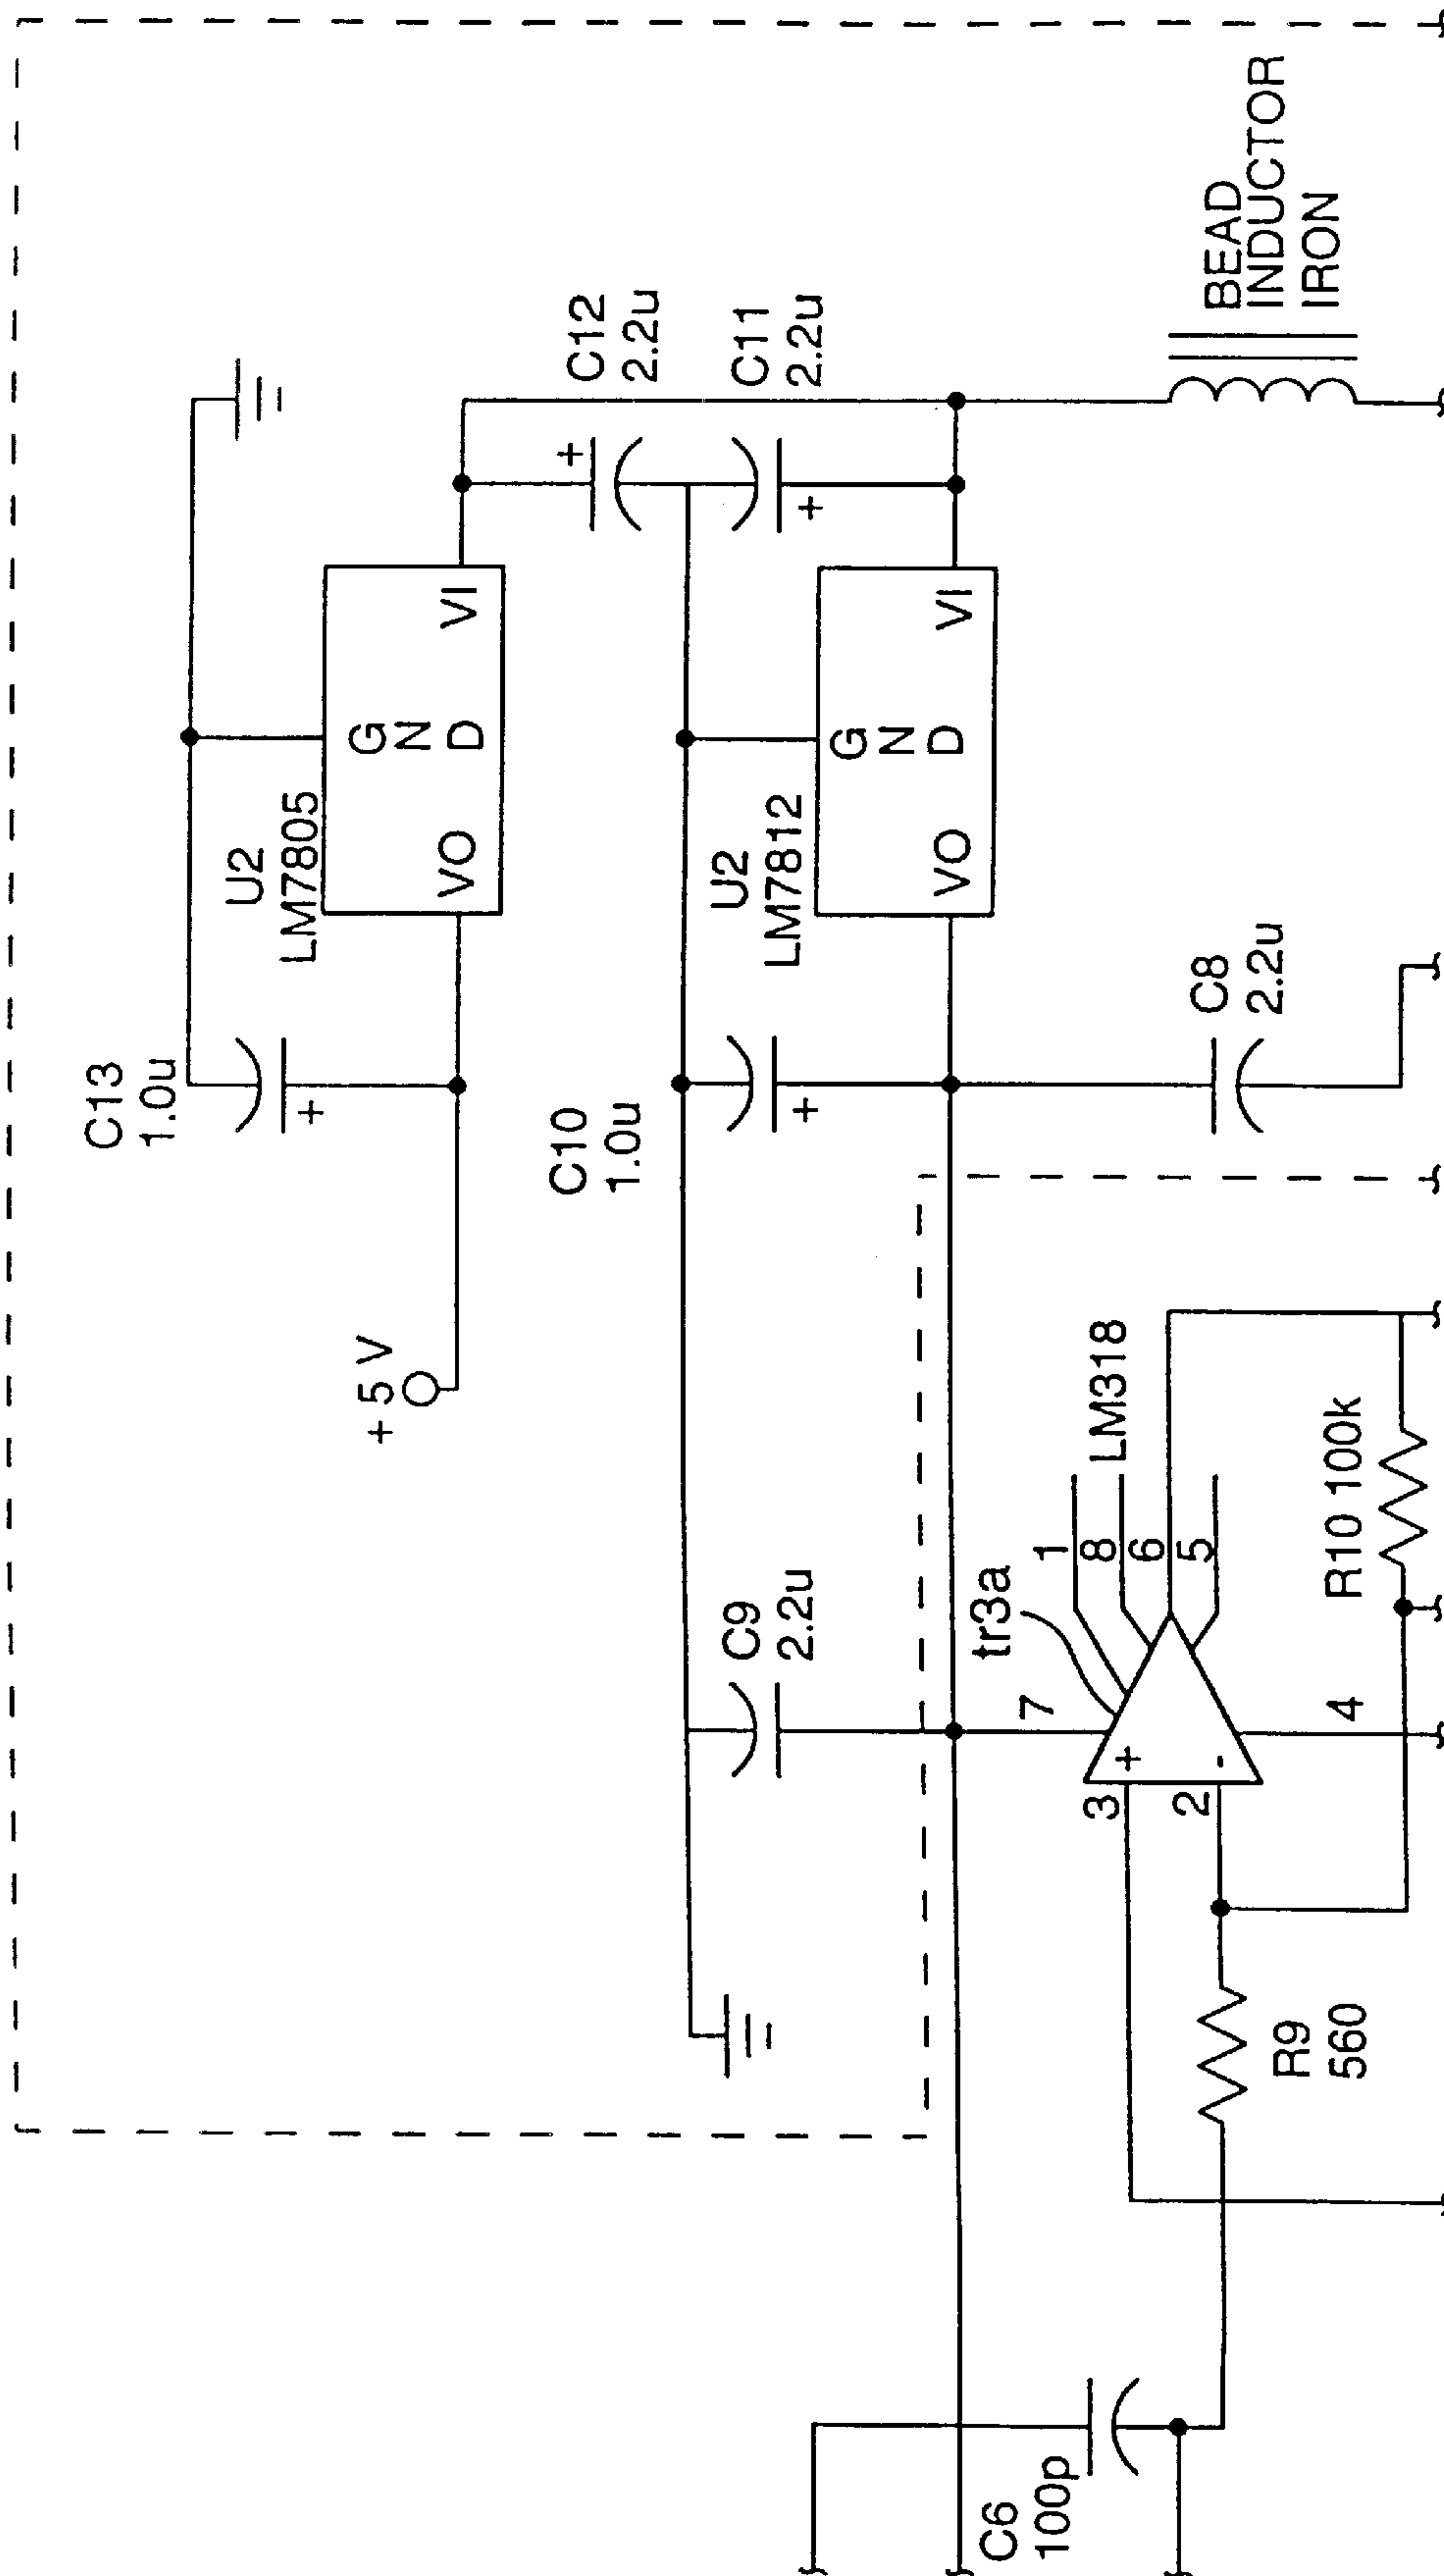 C13
1.0u
+
U2
LM7805
G
N
D
VO
VI
+ 5 V
C12
2.2u
+
C11
2.2u
+
C10
1.0u
+
U2
LM7812
G
N
D
VO
VI
C9
2.2u
C8
2.2u
BEAD
INDUCTOR
IRON
tr3a
LM318
1
8
6
5
7
4
3
2
+
-
R10 100k
R9
560
C6
100p